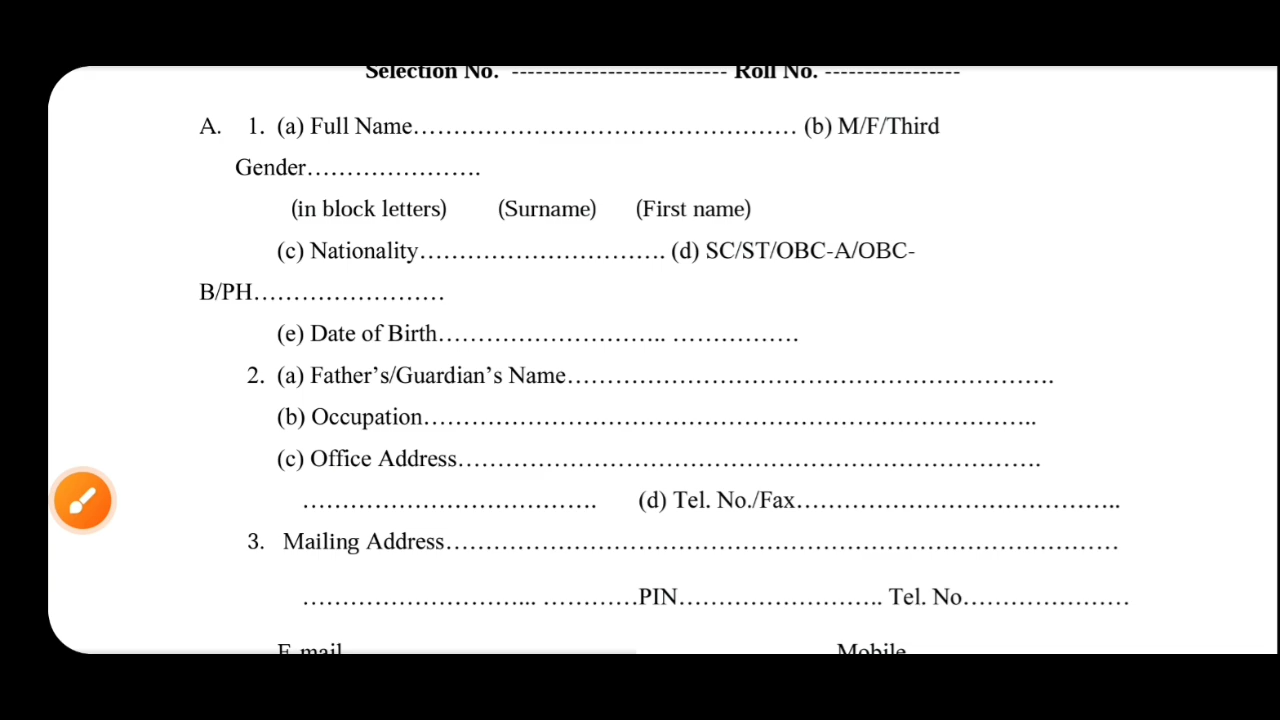 Selection No. --------------------------- Roll No. -----------------
A. 1. (a) Full Name………………………………………… (b) M/F/Third
Gender………………….
(in block letters) (Surname) (First name)
(c) Nationality…………………………. (d) SC/ST/OBC-A/OBC-
B/PH……………………
(e) Date of Birth……………………….. …………….
2. (a) Father’s/Guardian’s Name…………………………………………………….
(b) Occupation…………………………………………………………………..
(c) Office Address……………………………………………………………….
………………………………. (d) Tel. No./Fax…………………………………..
3. Mailing Address…………………………………………………………………………
………………………... …………PIN…………………….. Tel. No…………………
E-mail Mobile